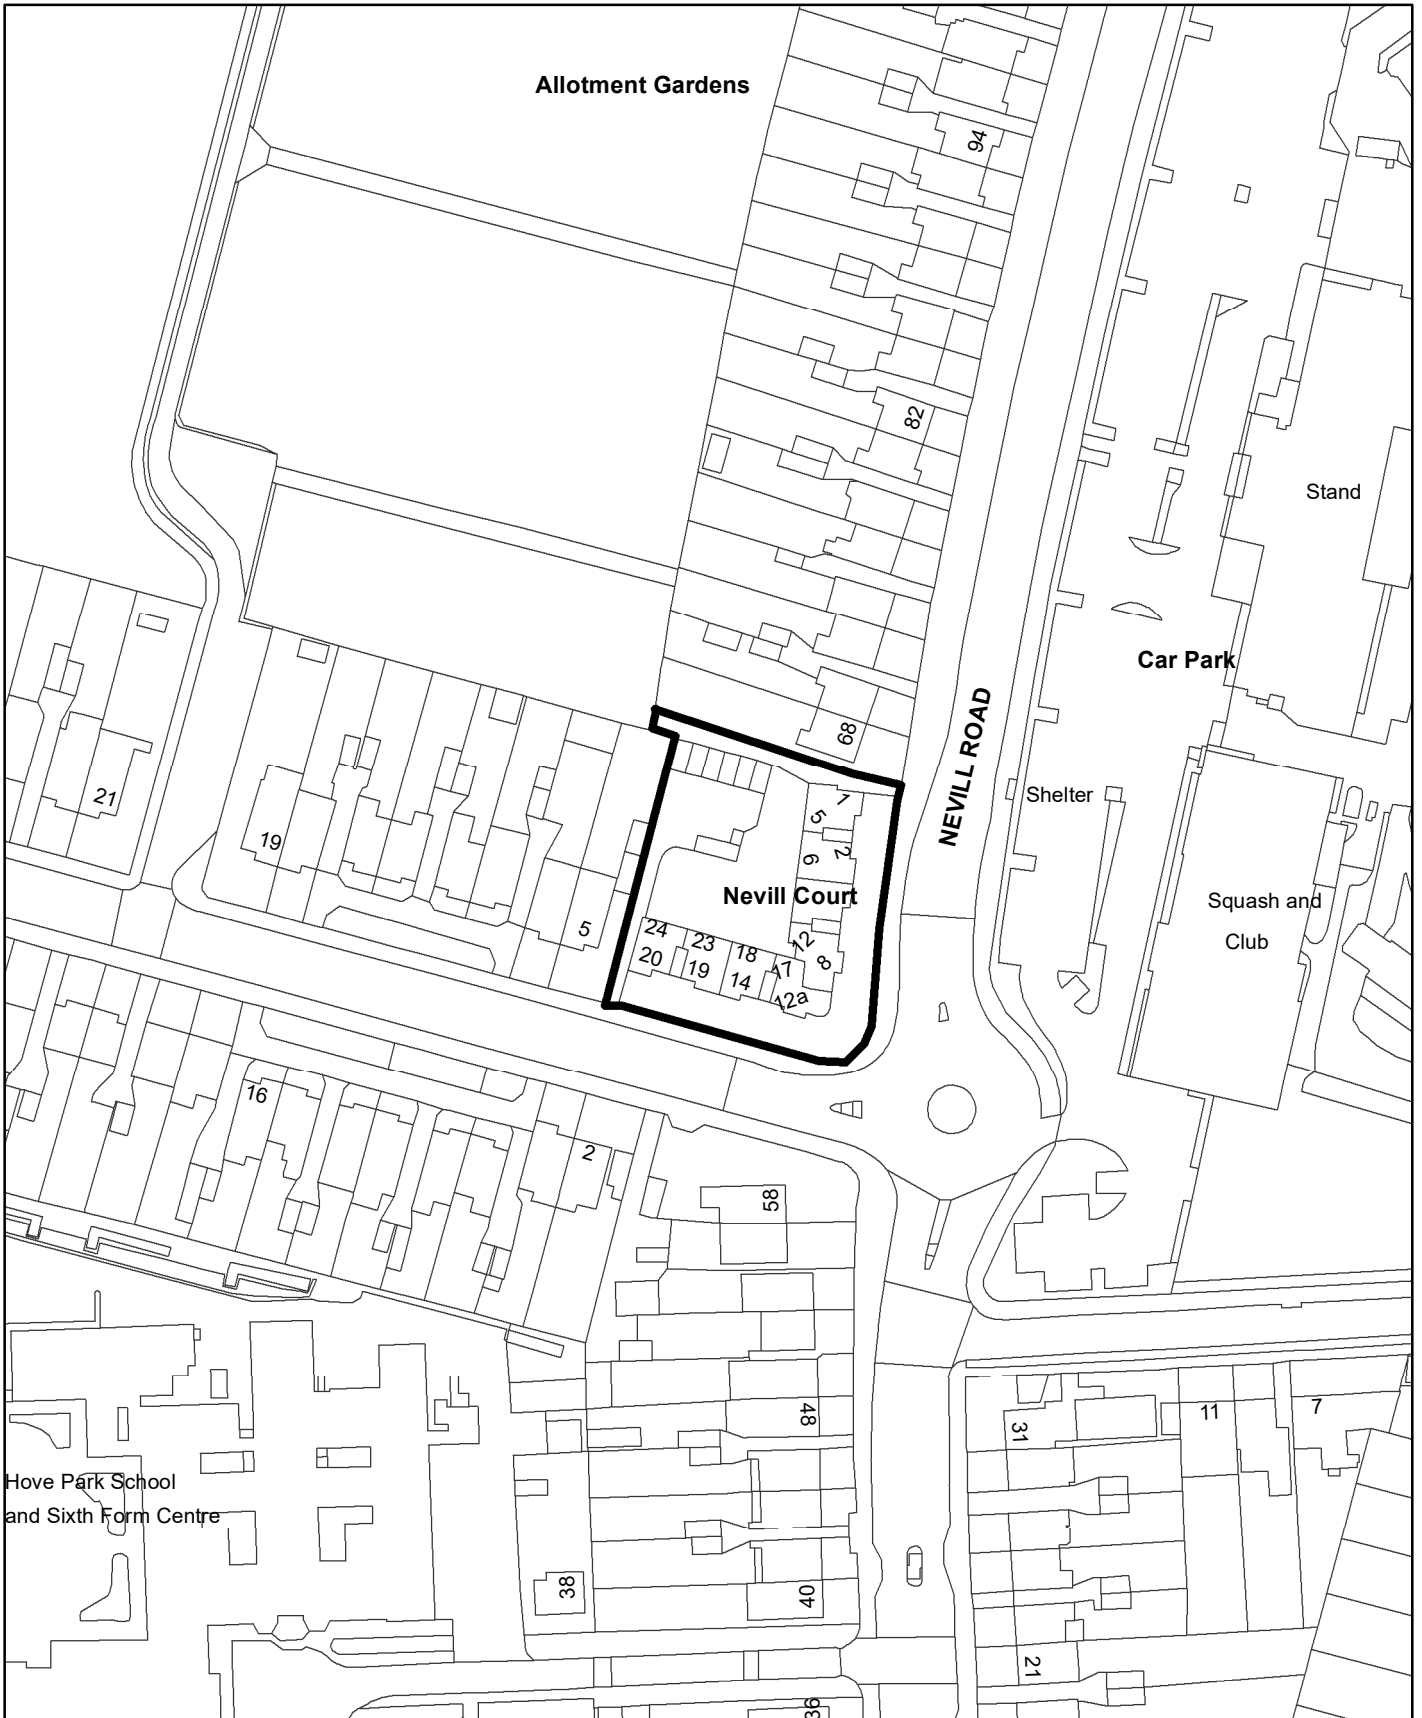 Allotment Gardens
94
82
Stand
Car Park
NEVILL ROAD
68
Shelter
21
19
1
5
2
6
Nevill Court
Squash and
Club
5
24
20
23
19
18
14
17
12
8
12a
16
2
58
48
31
11
7
Hove Park School
and Sixth Form Centre
38
40
21
36